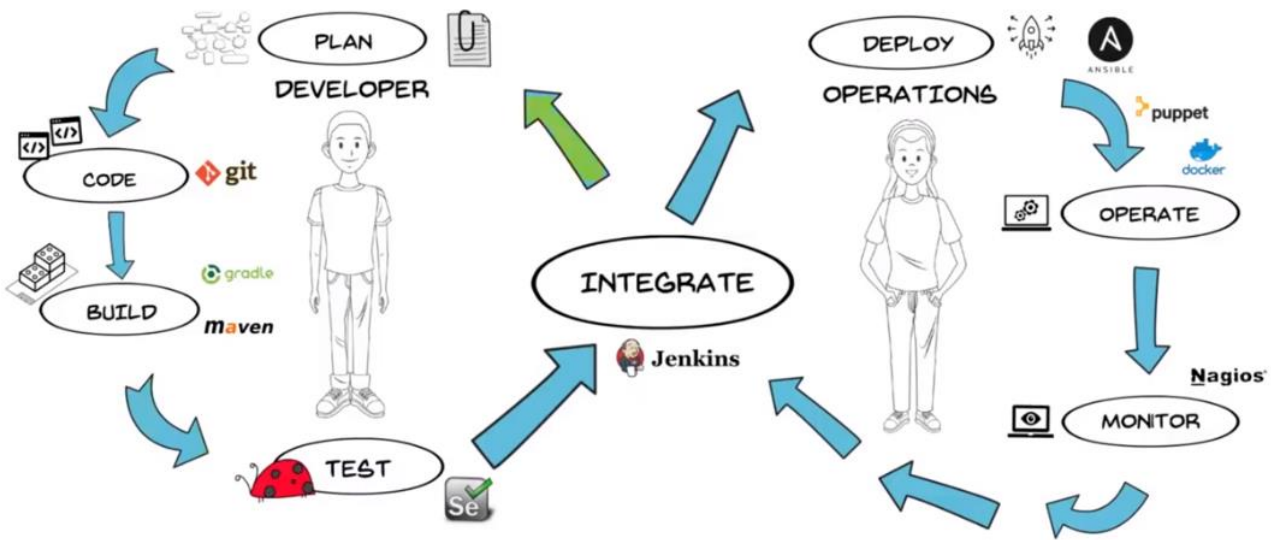 PLAN
DEVELOPER
</>
</>
CODE
git
BUILD
gradle
maven
TEST
Se
INTEGRATE
Jenkins
DEPLOY
ANSIBLE
OPERATIONS
puppet
docker
OPERATE
Nagios
MONITOR